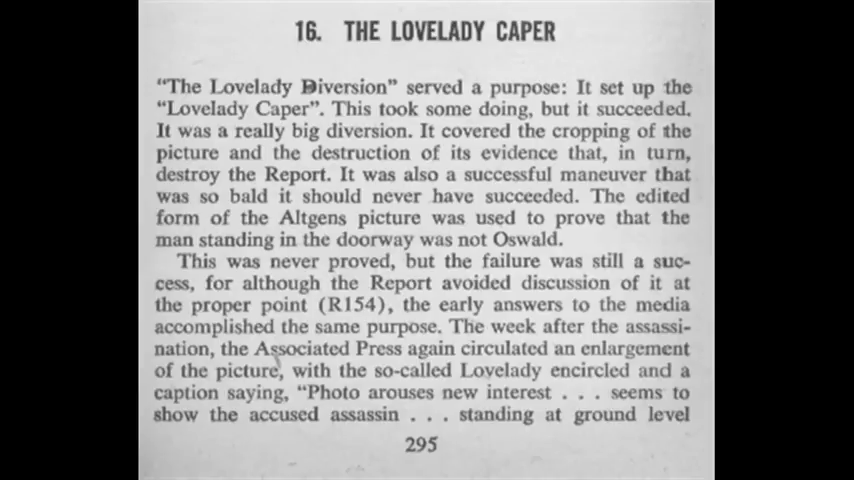 16. THE LOVELADY CAPER
"The Lovelady Diversion" served a purpose: It set up the
"Lovelady Caper". This took some doing, but it succeeded.
It was a really big diversion. It covered the cropping of the
picture and the destruction of its evidence that, in turn,
destroy the Report. It was also a successful maneuver that
was so bald it should never have succeeded. The edited
form of the Altgens picture was used to prove that the
man standing in the doorway was not Oswald.
This was never proved, but the failure was still a suc-
cess, for although the Report avoided discussion of it at
the proper point (R154), the early answers to the media
accomplished the same purpose. The week after the assassi-
nation, the Associated Press again circulated an enlargement
of the picture, with the so-called Lovelady encircled and a
caption saying, "Photo arouses new interest . . . seems to
show the accused assassin . . . standing at ground level
295